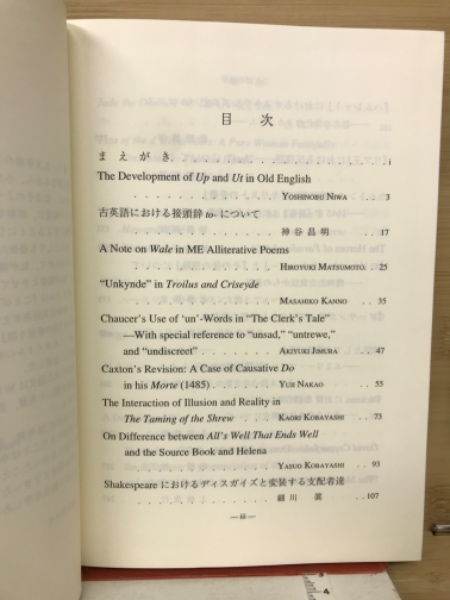 目 次
まえがき . . . . . . . . . . . . . . . . . . . . i
The Development of Up and Ut in Old English
. . . . . . . . . . . . . YOSHINOBU NIWA . . 3
古英語における接頭辞 to- について
. . . . . . . . . . . . . 神谷昌明 . . 17
A Note on Wale in ME Alliterative Poems
. . . . . . . . . . . HIROYUKI MATSUMOTO. 25
“Unkynde” in Troilus and Criseyde
. . . . . . . . . . . . MASAHIKO KANNO . . 35
Chaucer's Use of ‘un’-Words in “The Clerk's Tale”
—With special reference to “unsad,” “untrewe,”
and “undiscreet” . . . . . . . AKIYUKI JIMURA . . 47
Caxton's Revision: A Case of Causative Do
in his Morte (1485) . . . . . . . YUJI NAKAO . . 55
The Interaction of Illusion and Reality in
The Taming of the Shrew . . KAORI KOBAYASHI . . 73
On Difference between All's Well That Ends Well
and the Source Book and Helena
. . . . . . . . . . . . YASUO KOBAYASHI . . 93
Shakespeare におけるディスガイズと変装する支配者達
. . . . . . . . . . . . . 細川 眞 . . 107
— iii —